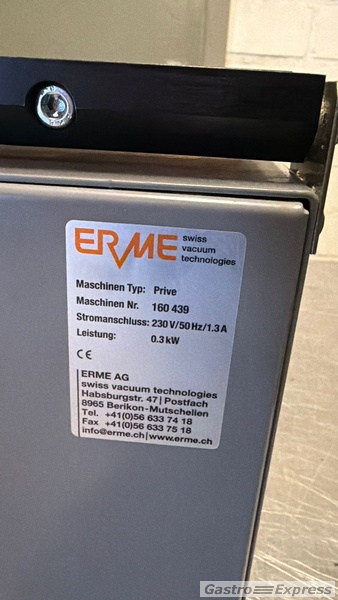 ERME swiss
vacuum
technologies
Maschinen Typ: Prive
Maschinen Nr. 160 439
Stromanschluss: 230 V/50 Hz/1.3 A
Leistung: 0.3 kW
CE
ERME AG
swiss vacuum technologies
Habsburgstr. 47 | Postfach
8965 Berikon-Mutschellen
Tel. +41(0)56 633 74 18
Fax +41(0)56 633 75 18
info@erme.ch | www.erme.ch
Gastro Express